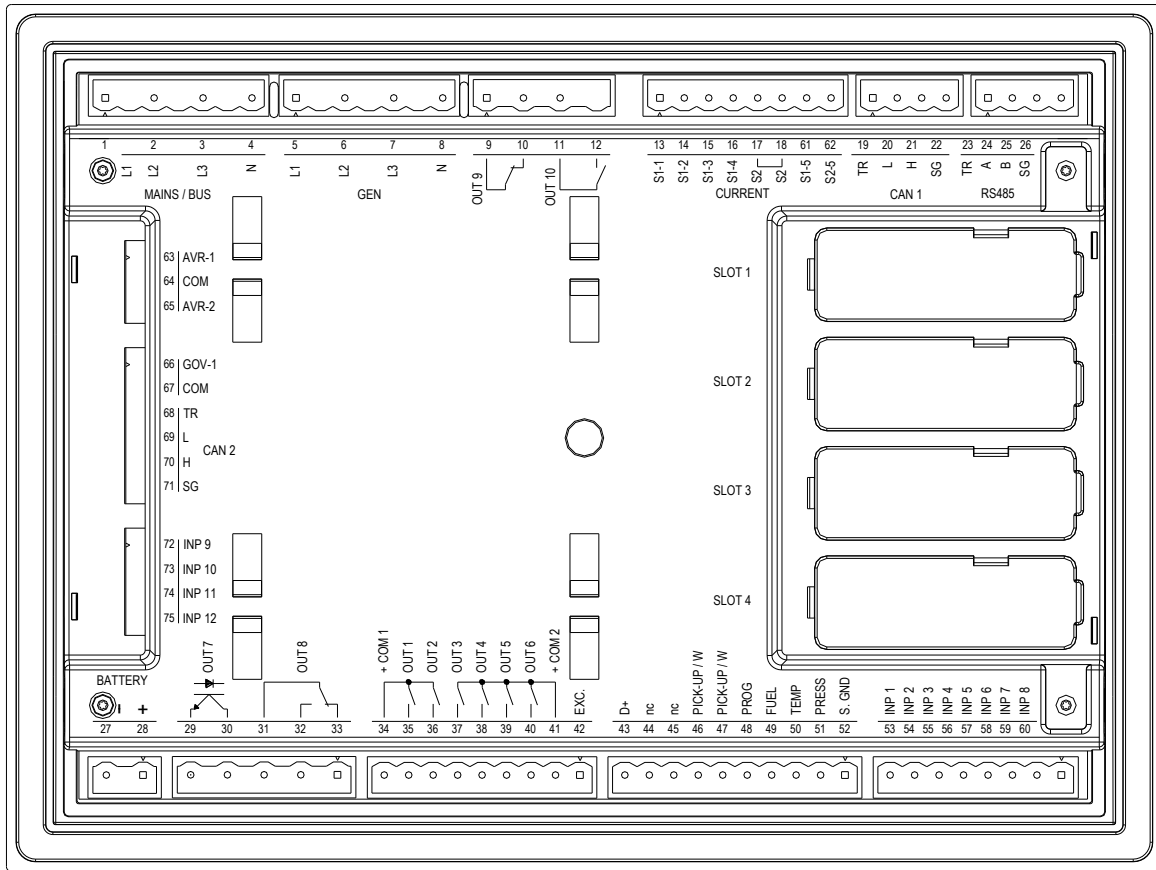 1 2 3 4 5 6 7 8 9 10 11 12 13 14 15 16 17 18 61 62 19 20 21 22 23 24 25 26
L1 L2 L3 N L1 L2 L3 N OUT 9 OUT 10 S1-1 S1-2 S1-3 S1-4 S2 S2 S1-5 S2-5 TR L H SG TR A B SG
MAINS / BUS GEN CURRENT CAN 1 RS485
63 AVR-1
64 COM
65 AVR-2
66 GOV-1
67 COM
68 TR
69 L
CAN 2
70 H
71 SG
72 INP 9
73 INP 10
74 INP 11
75 INP 12
SLOT 1
SLOT 2
SLOT 3
SLOT 4
BATTERY
- + OUT 7 OUT 8 + COM 1 OUT 1 OUT 2 OUT 3 OUT 4 OUT 5 OUT 6 + COM 2 EXC. D+ nc nc PICK-UP / W PICK-UP / W PROG FUEL TEMP PRESS S. GND INP 1 INP 2 INP 3 INP 4 INP 5 INP 6 INP 7 INP 8
27 28 29 30 31 32 33 34 35 36 37 38 39 40 41 42 43 44 45 46 47 48 49 50 51 52 53 54 55 56 57 58 59 60